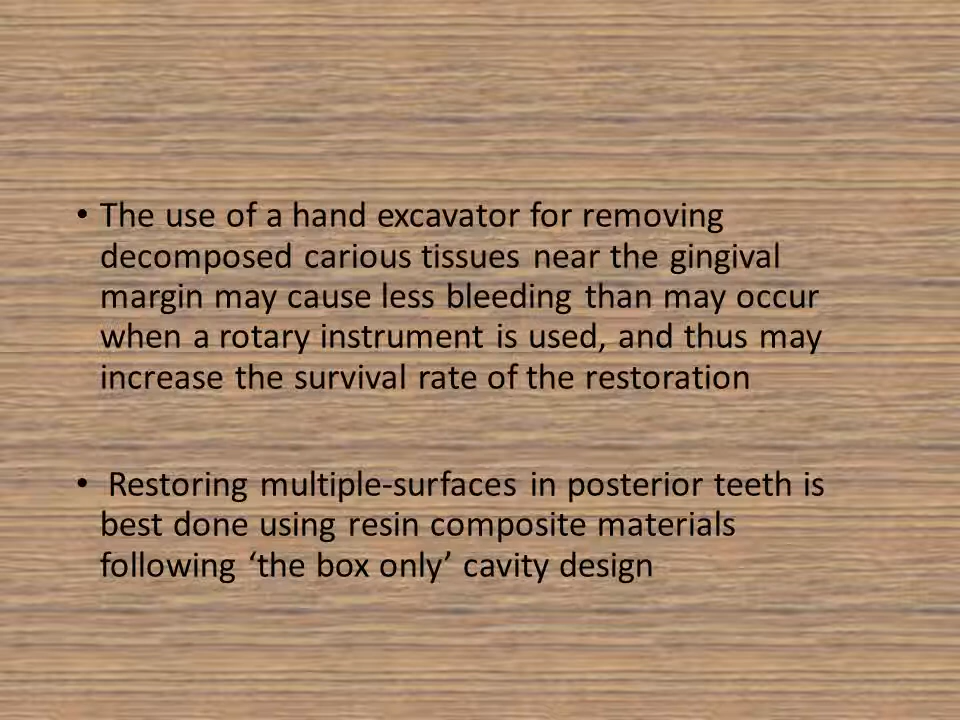 • The use of a hand excavator for removing
decomposed carious tissues near the gingival
margin may cause less bleeding than may occur
when a rotary instrument is used, and thus may
increase the survival rate of the restoration
• Restoring multiple-surfaces in posterior teeth is
best done using resin composite materials
following ‘the box only’ cavity design